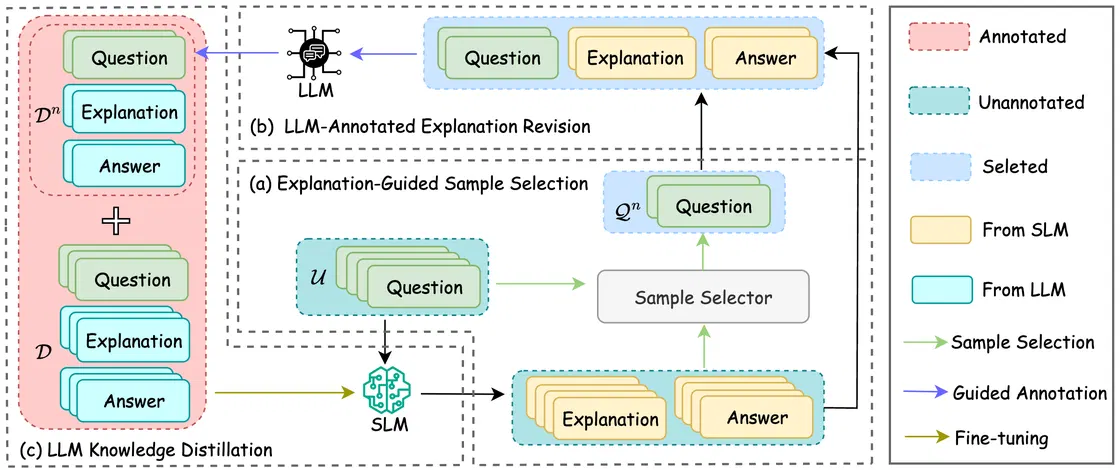 Question
𝒟ⁿ
Explanation
Answer
Question
𝒟
Explanation
Answer
(c) LLM Knowledge Distillation
LLM
Question
Explanation
Answer
(b) LLM-Annotated Explanation Revision
(a) Explanation-Guided Sample Selection
𝒬ⁿ
Question
𝒰
Question
Sample Selector
SLM
Explanation
Answer
Annotated
Unannotated
Seleted
From SLM
From LLM
Sample Selection
Guided Annotation
Fine-tuning